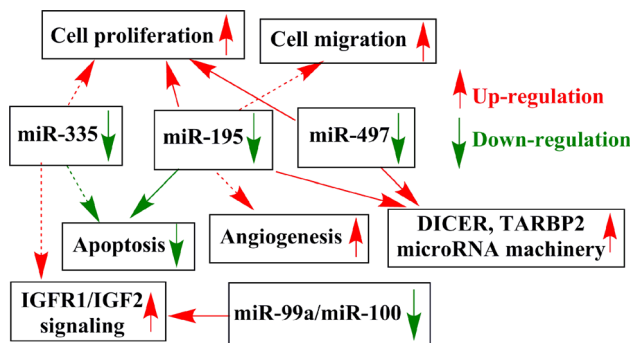 Cell proliferation
Cell migration
Up-regulation
miR-335
miR-195
miR-497
Down-regulation
Apoptosis
Angiogenesis
DICER, TARBP2
microRNA machinery
IGFR1/IGF2
signaling
miR-99a/miR-100